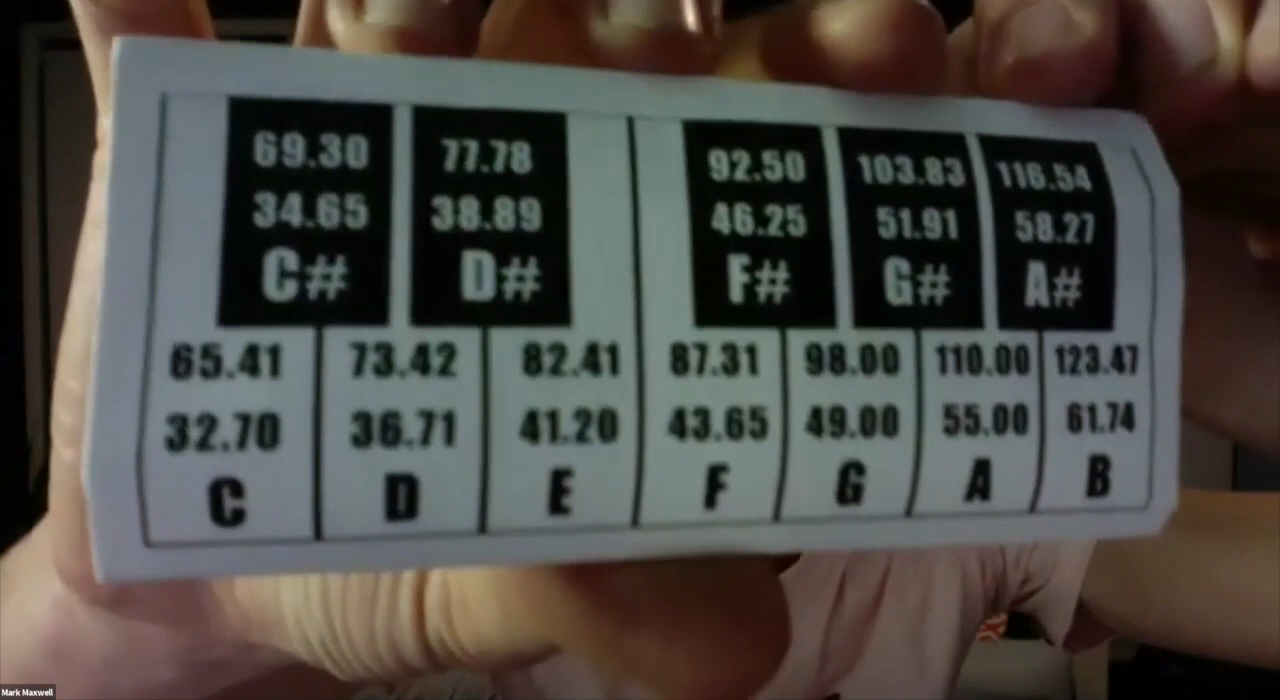 69.30 77.78 92.50 103.83 116.54
34.65 38.89 46.25 51.91 58.27
C# D# F# G# A#
65.41 73.42 82.41 87.31 98.00 110.00 123.47
32.70 36.71 41.20 43.65 49.00 55.00 61.74
C D E F G A B
Mark Maxwell